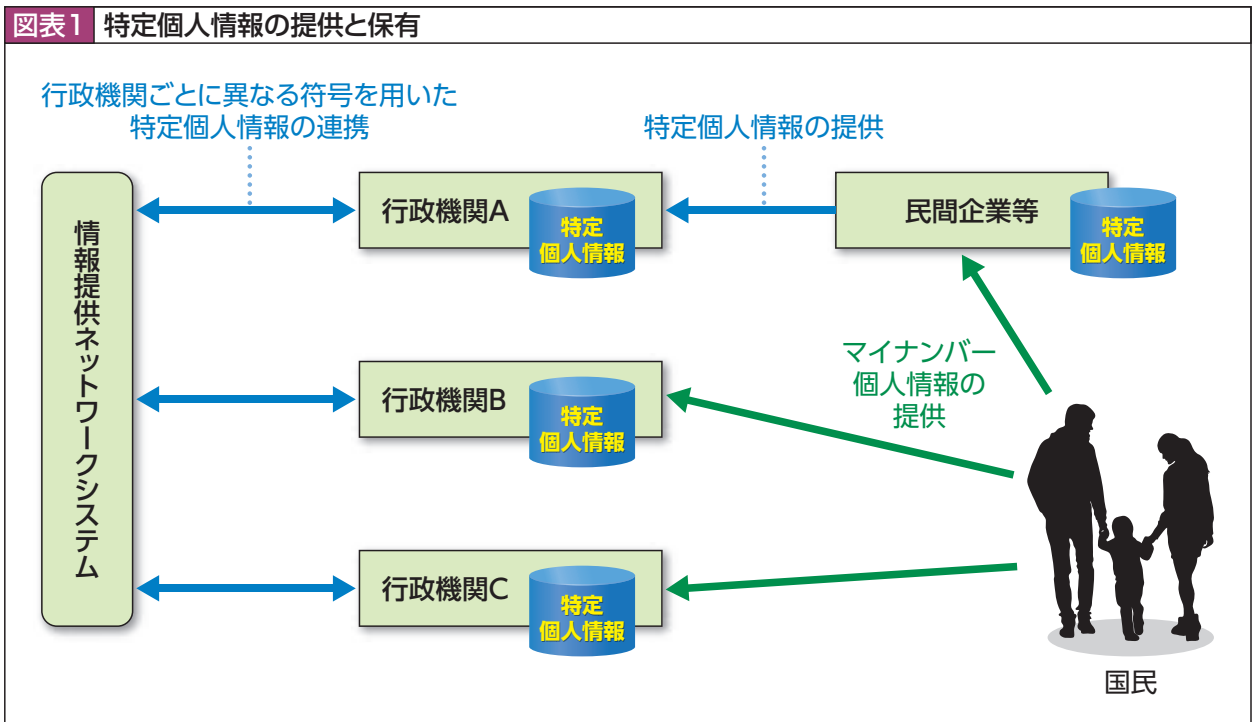 図表1 特定個人情報の提供と保有
行政機関ごとに異なる符号を用いた
特定個人情報の連携
特定個人情報の提供
情報提供ネットワークシステム
行政機関A
特定
個人情報
民間企業等
特定
個人情報
マイナンバー
個人情報の
提供
行政機関B
特定
個人情報
行政機関C
特定
個人情報
国民